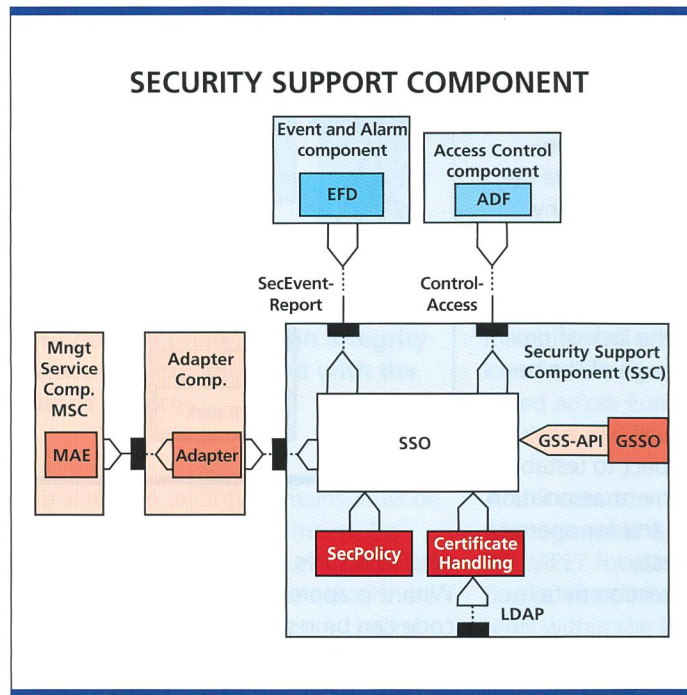 SECURITY SUPPORT COMPONENT
Event and Alarm
component
EFD
Access Control
component
ADF
SecEvent-
Report
Control-
Access
Mngt
Service
Comp.
MSC
MAE
Adapter
Comp.
Adapter
Security Support
Component (SSC)
SSO
GSS-API
GSSO
SecPolicy
Certificate
Handling
LDAP